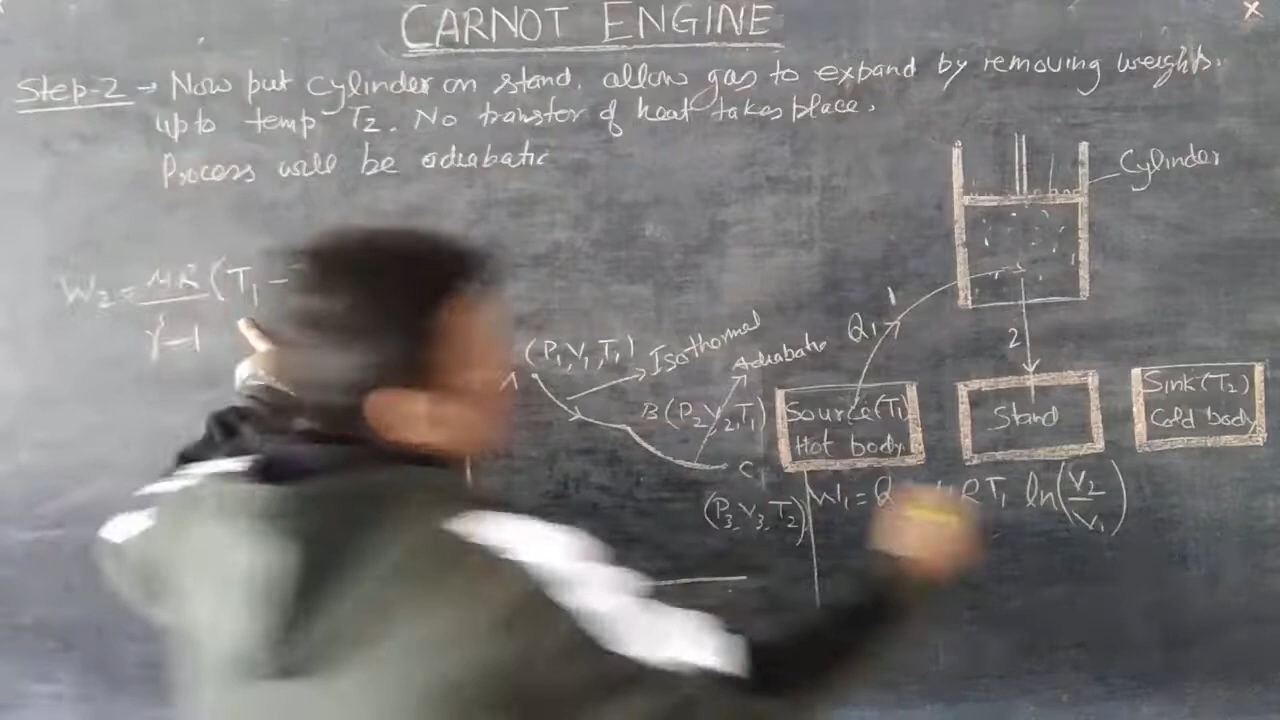 CARNOT ENGINE
Step-2 → Now put cylinder on stand, allow gas to expand by removing weights.
upto temp T₂. No transfer of heat takes place.
Process will be adiabatic
Cylinder
W₂ = μR (T₁ -
γ-1
Q₁
1
2
A (P₁, V₁, T₁)
Isothermal
Adiabatic
B (P₂ V₂, T₁)
C
(P₃, V₃, T₂)
Source (T₁)
Hot body
Stand
Sink (T₂)
Cold body
W₁ = Q RT₁ ln(V₂/V₁)